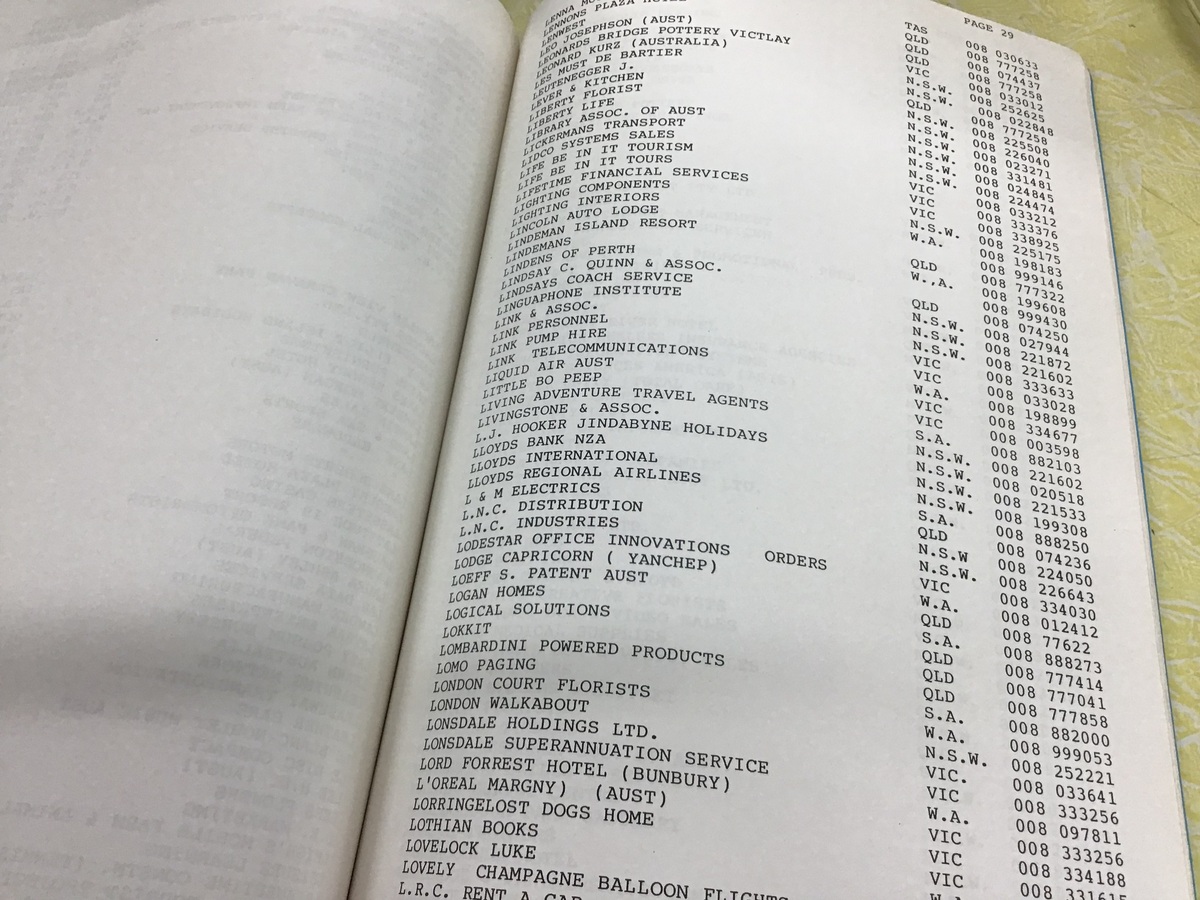 PAGE 29
LENNONS PLAZA HOTEL
LENWEST
LEO JOSEPHSON (AUST)
LEONARDS BRIDGE POTTERY VICTLAY
LEONARD KURZ (AUSTRALIA)
LES MUST DE BARTIER
LEUTENEGGER J.
LEVER & KITCHEN
LIBERTY FLORIST
LIBERTY LIFE
LIBRARY ASSOC. OF AUST
LICKERMANS TRANSPORT
LIDCO SYSTEMS SALES
LIFE BE IN IT TOURISM
LIFE BE IN IT TOURS
LIFETIME FINANCIAL SERVICES
LIGHTING COMPONENTS
LIGHTING INTERIORS
LINCOLN AUTO LODGE
LINDEMAN ISLAND RESORT
LINDEMANS
LINDENS OF PERTH
LINDSAY C. QUINN & ASSOC.
LINDSAYS COACH SERVICE
LINGUAPHONE INSTITUTE
LINK & ASSOC.
LINK PERSONNEL
LINK PUMP HIRE
LINK TELECOMMUNICATIONS
LIQUID AIR AUST
LITTLE BO PEEP
LIVING ADVENTURE TRAVEL AGENTS
LIVINGSTONE & ASSOC.
L.J. HOOKER JINDABYNE HOLIDAYS
LLOYDS BANK NZA
LLOYDS INTERNATIONAL
LLOYDS REGIONAL AIRLINES
L & M ELECTRICS
L.N.C. DISTRIBUTION
L.N.C. INDUSTRIES
LODESTAR OFFICE INNOVATIONS ORDERS
LODGE CAPRICORN ( YANCHEP)
LOEFF S. PATENT AUST
LOGAN HOMES
LOGICAL SOLUTIONS
LOKKIT
LOMBARDINI POWERED PRODUCTS
LOMO PAGING
LONDON COURT FLORISTS
LONDON WALKABOUT
LONSDALE HOLDINGS LTD.
LONSDALE SUPERANNUATION SERVICE
LORD FORREST HOTEL (BUNBURY)
L'OREAL MARGNY) (AUST)
LORRINGELOST DOGS HOME
LOTHIAN BOOKS
LOVELOCK LUKE
LOVELY CHAMPAGNE BALLOON FLIGHTS
L.R.C. RENT A CAR
TAS
QLD
QLD
VIC
N.S.W.
N.S.W.
QLD
N.S.W.
N.S.W.
N.S.W.
N.S.W.
N.S.W.
VIC
VIC
VIC
N.S.W.
W.A.
QLD
W.,A.
QLD
N.S.W.
N.S.W.
N.S.W.
VIC
VIC
W.A.
VIC
VIC
S.A.
N.S.W.
N.S.W.
N.S.W.
N.S.W.
S.A.
QLD
N.S.W
N.S.W.
VIC
W.A.
QLD
S.A.
QLD
QLD
QLD
S.A.
W.A.
N.S.W.
VIC.
VIC
W.A.
VIC
VIC
VIC
008 030633
008 777258
008 074437
008 777258
008 033012
008 252625
008 022848
008 777258
008 225508
008 226040
008 023271
008 331481
008 024845
008 224474
008 033212
008 333376
008 338925
008 225175
008 198183
008 999146
008 777322
008 199608
008 999430
008 074250
008 027944
008 221872
008 221602
008 333633
008 033028
008 198899
008 334677
008 003598
008 882103
008 221602
008 020518
008 221533
008 199308
008 888250
008 074236
008 224050
008 226643
008 334030
008 012412
008 77622
008 888273
008 777414
008 777041
008 777858
008 882000
008 999053
008 252221
008 033641
008 333256
008 097811
008 333256
008 334188
008 331615